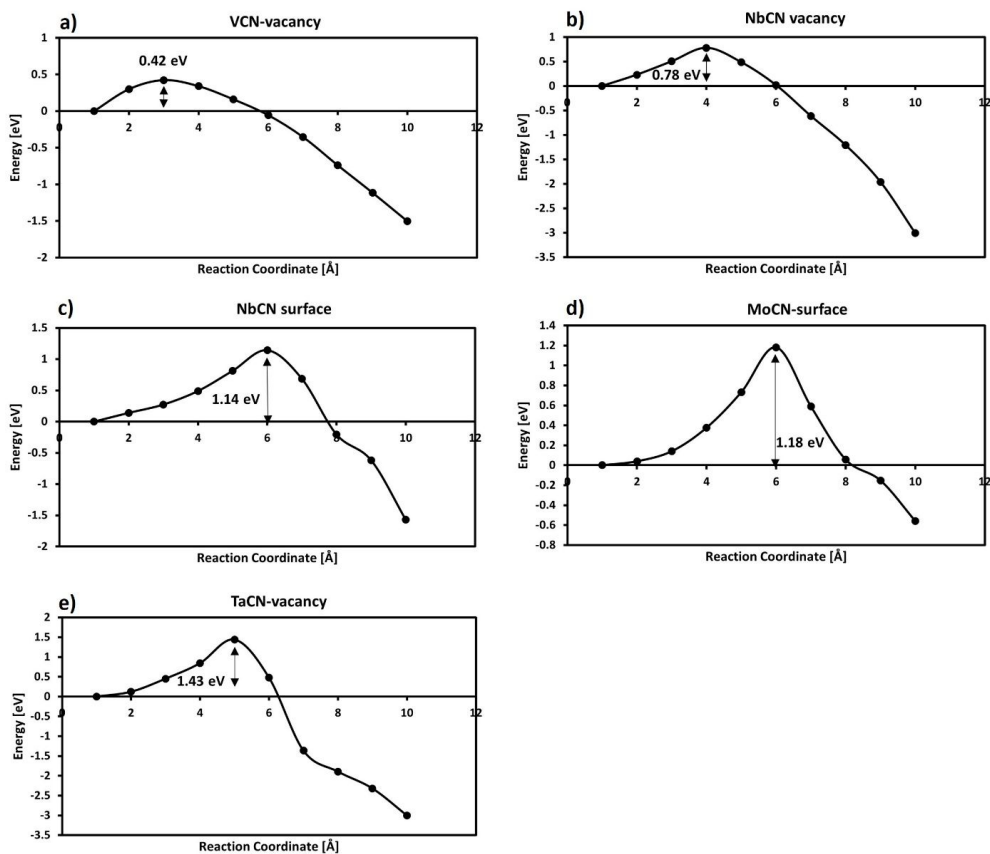 a)
VCN-vacancy
1
0.5
0
-0.5
-1
-1.5
-2
0 2 4 6 8 10 12
0.42 eV
Energy [eV]
Reaction Coordinate [Å]
b)
NbCN vacancy
1
0.5
0
-0.5
-1
-1.5
-2
-2.5
-3
-3.5
0 2 4 6 8 10 12
0.78 eV
Energy [eV]
Reaction Coordinate [Å]
c)
NbCN surface
1.5
1
0.5
0
-0.5
-1
-1.5
-2
0 2 4 6 8 10 12
1.14 eV
Energy [eV]
Reaction Coordinate [Å]
d)
MoCN-surface
1.4
1.2
1
0.8
0.6
0.4
0.2
0
-0.2
-0.4
-0.6
-0.8
0 2 4 6 8 10 12
1.18 eV
Energy [eV]
Reaction Coordinate [Å]
e)
TaCN-vacancy
2
1.5
1
0.5
0
-0.5
-1
-1.5
-2
-2.5
-3
-3.5
0 2 4 6 8 10 12
1.43 eV
Energy [eV]
Reaction Coordinate [Å]